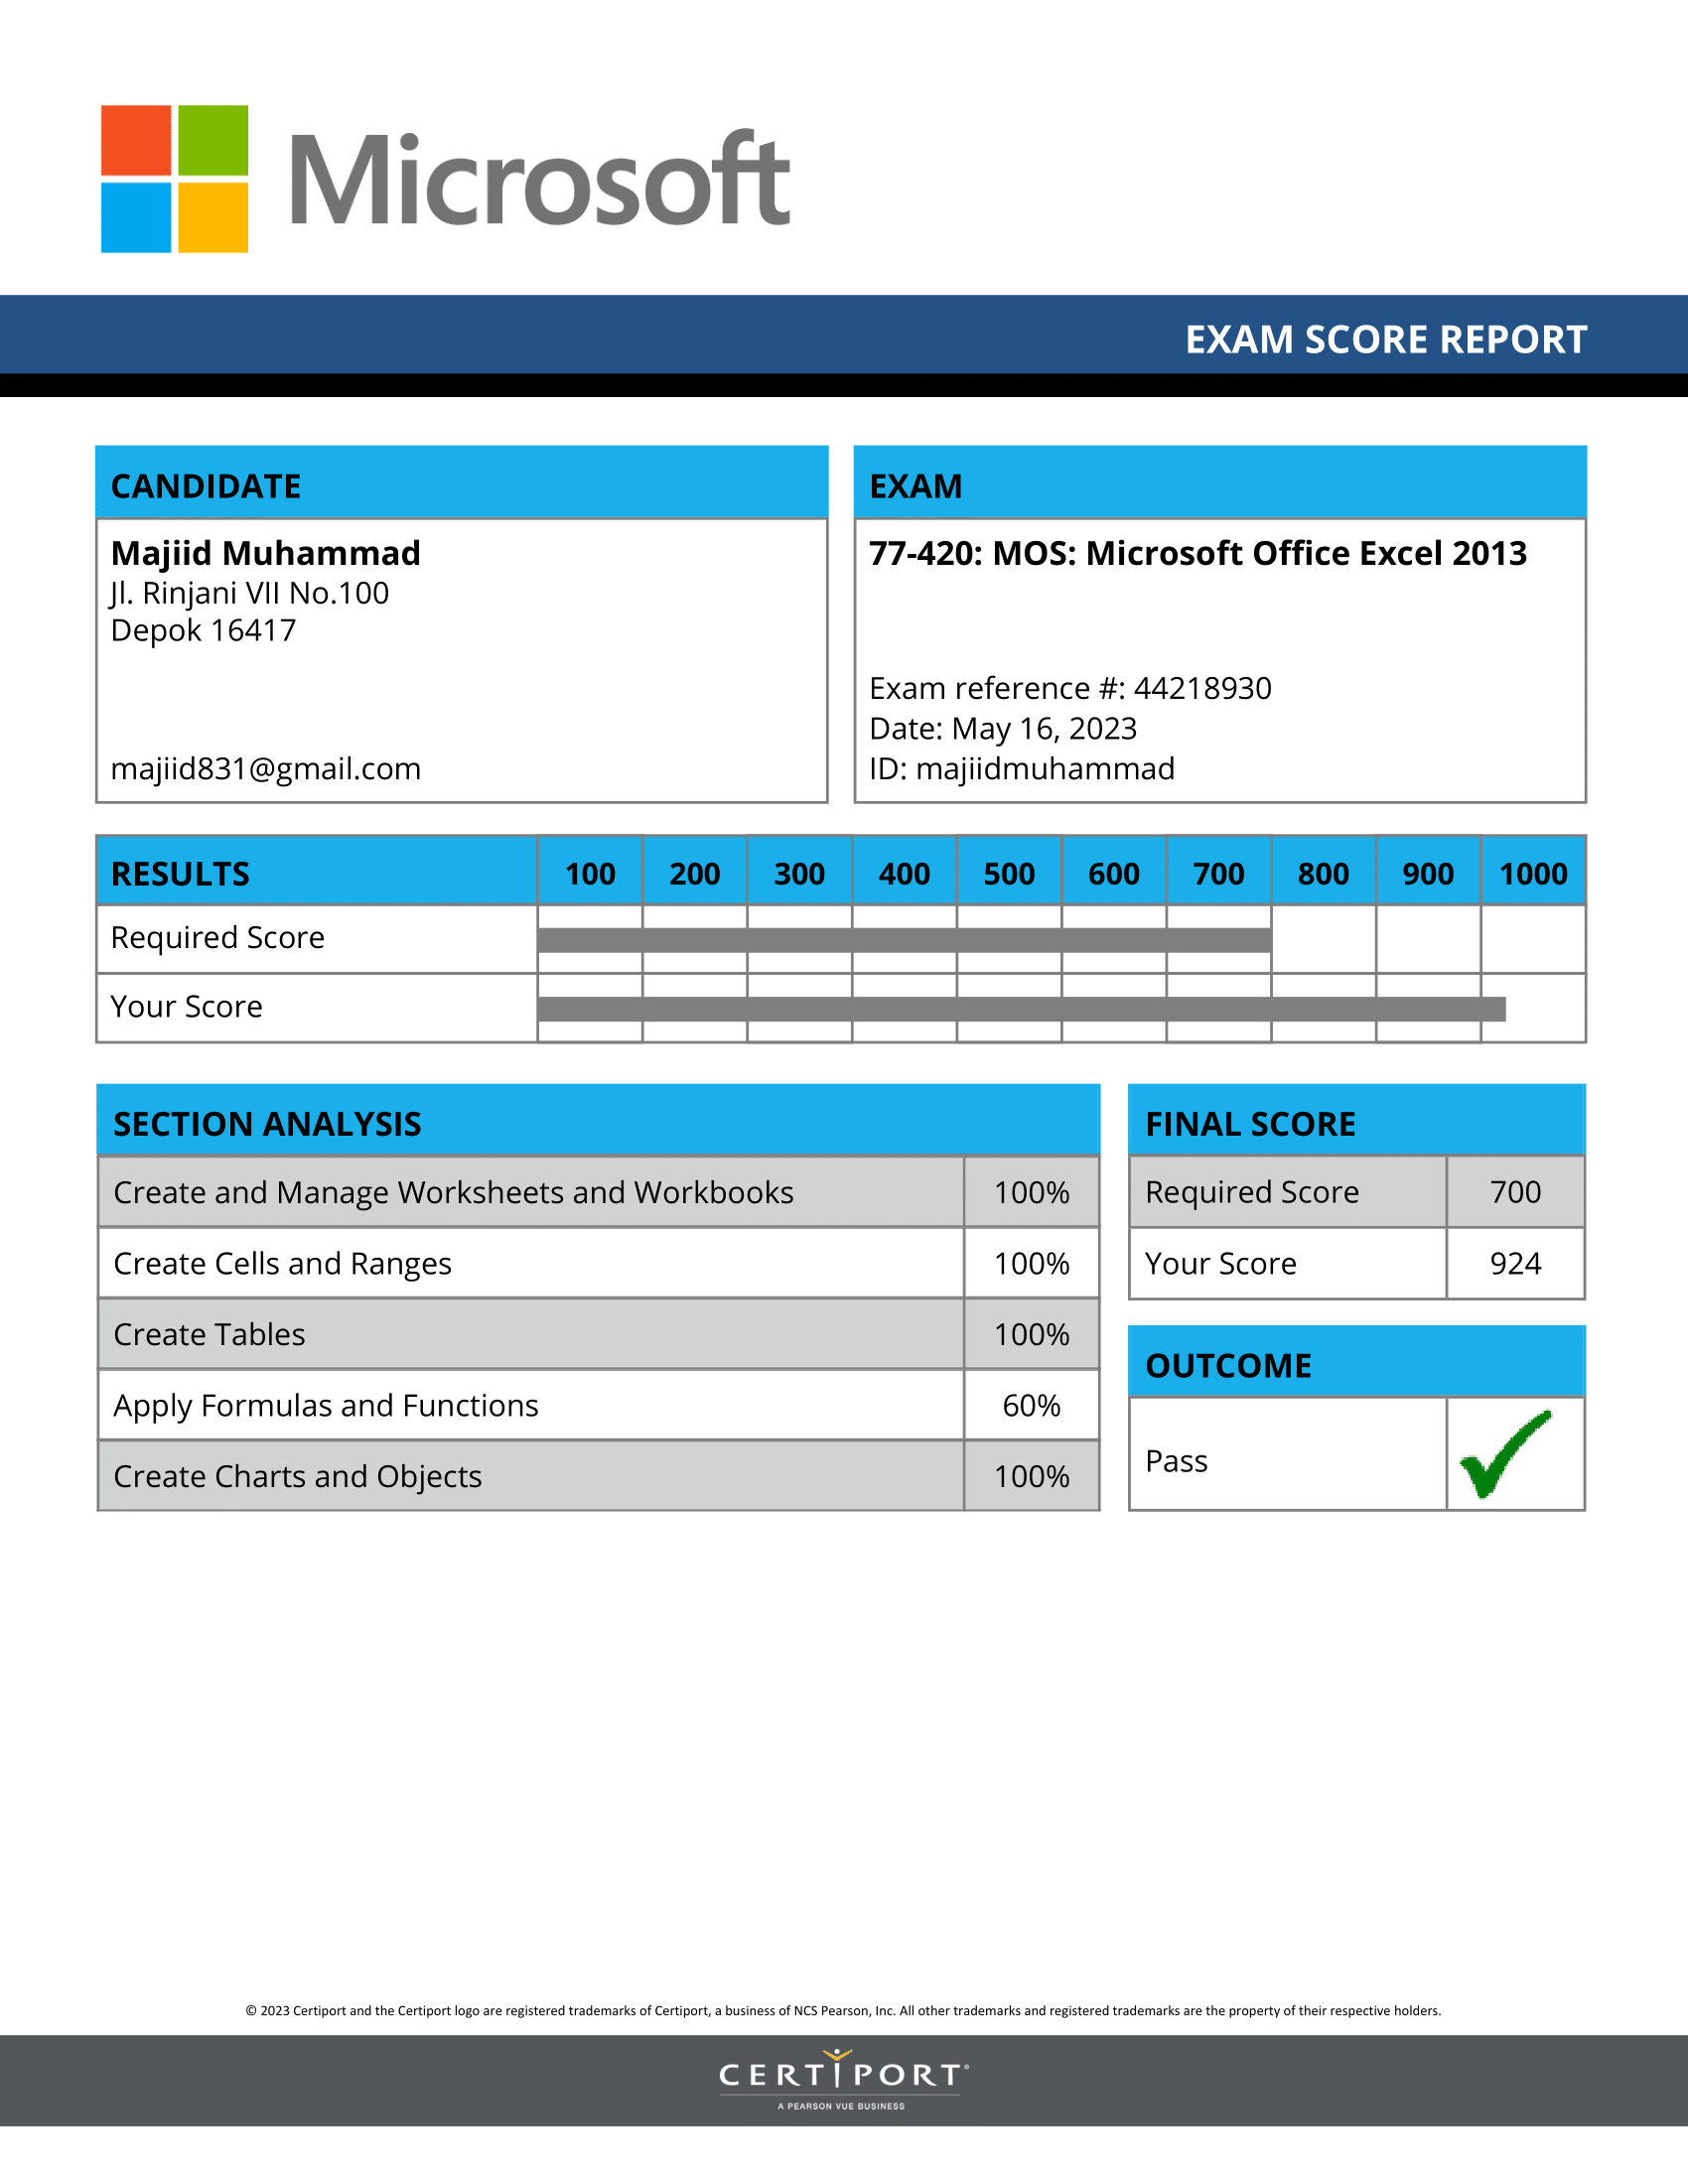 Microsoft
EXAM SCORE REPORT
CANDIDATE
Majiid Muhammad
Jl. Rinjani VII No.100
Depok 16417
majiid831@gmail.com
EXAM
77-420: MOS: Microsoft Office Excel 2013
Exam reference #: 44218930
Date: May 16, 2023
ID: majiidmuhammad
RESULTS 100 200 300 400 500 600 700 800 900 1000
Required Score
Your Score
SECTION ANALYSIS
Create and Manage Worksheets and Workbooks 100%
Create Cells and Ranges 100%
Create Tables 100%
Apply Formulas and Functions 60%
Create Charts and Objects 100%
FINAL SCORE
Required Score 700
Your Score 924
OUTCOME
Pass
© 2023 Certiport and the Certiport logo are registered trademarks of Certiport, a business of NCS Pearson, Inc. All other trademarks and registered trademarks are the property of their respective holders.
CERTIPORT®
A PEARSON VUE BUSINESS